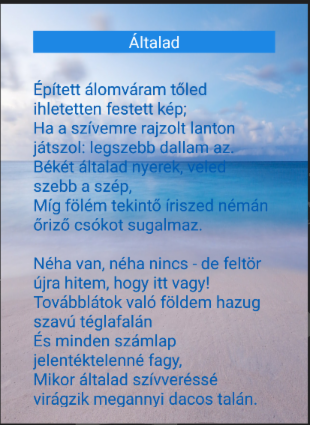 Általad
Épített álomváram tőled
ihletetten festett kép;
Ha a szívemre rajzolt lanton
játszol: legszebb dallam az.
Békét általad nyerek, veled
szebb a szép,
Míg fölém tekintő íriszed némán
őriző csókot sugalmaz.
Néha van, néha nincs - de feltör
újra hitem, hogy itt vagy!
Továbblátok való földem hazug
szavú téglafalán
És minden számlap
jelentéktelenné fagy,
Mikor általad szívveréssé
virágzik megannyi dacos talán.